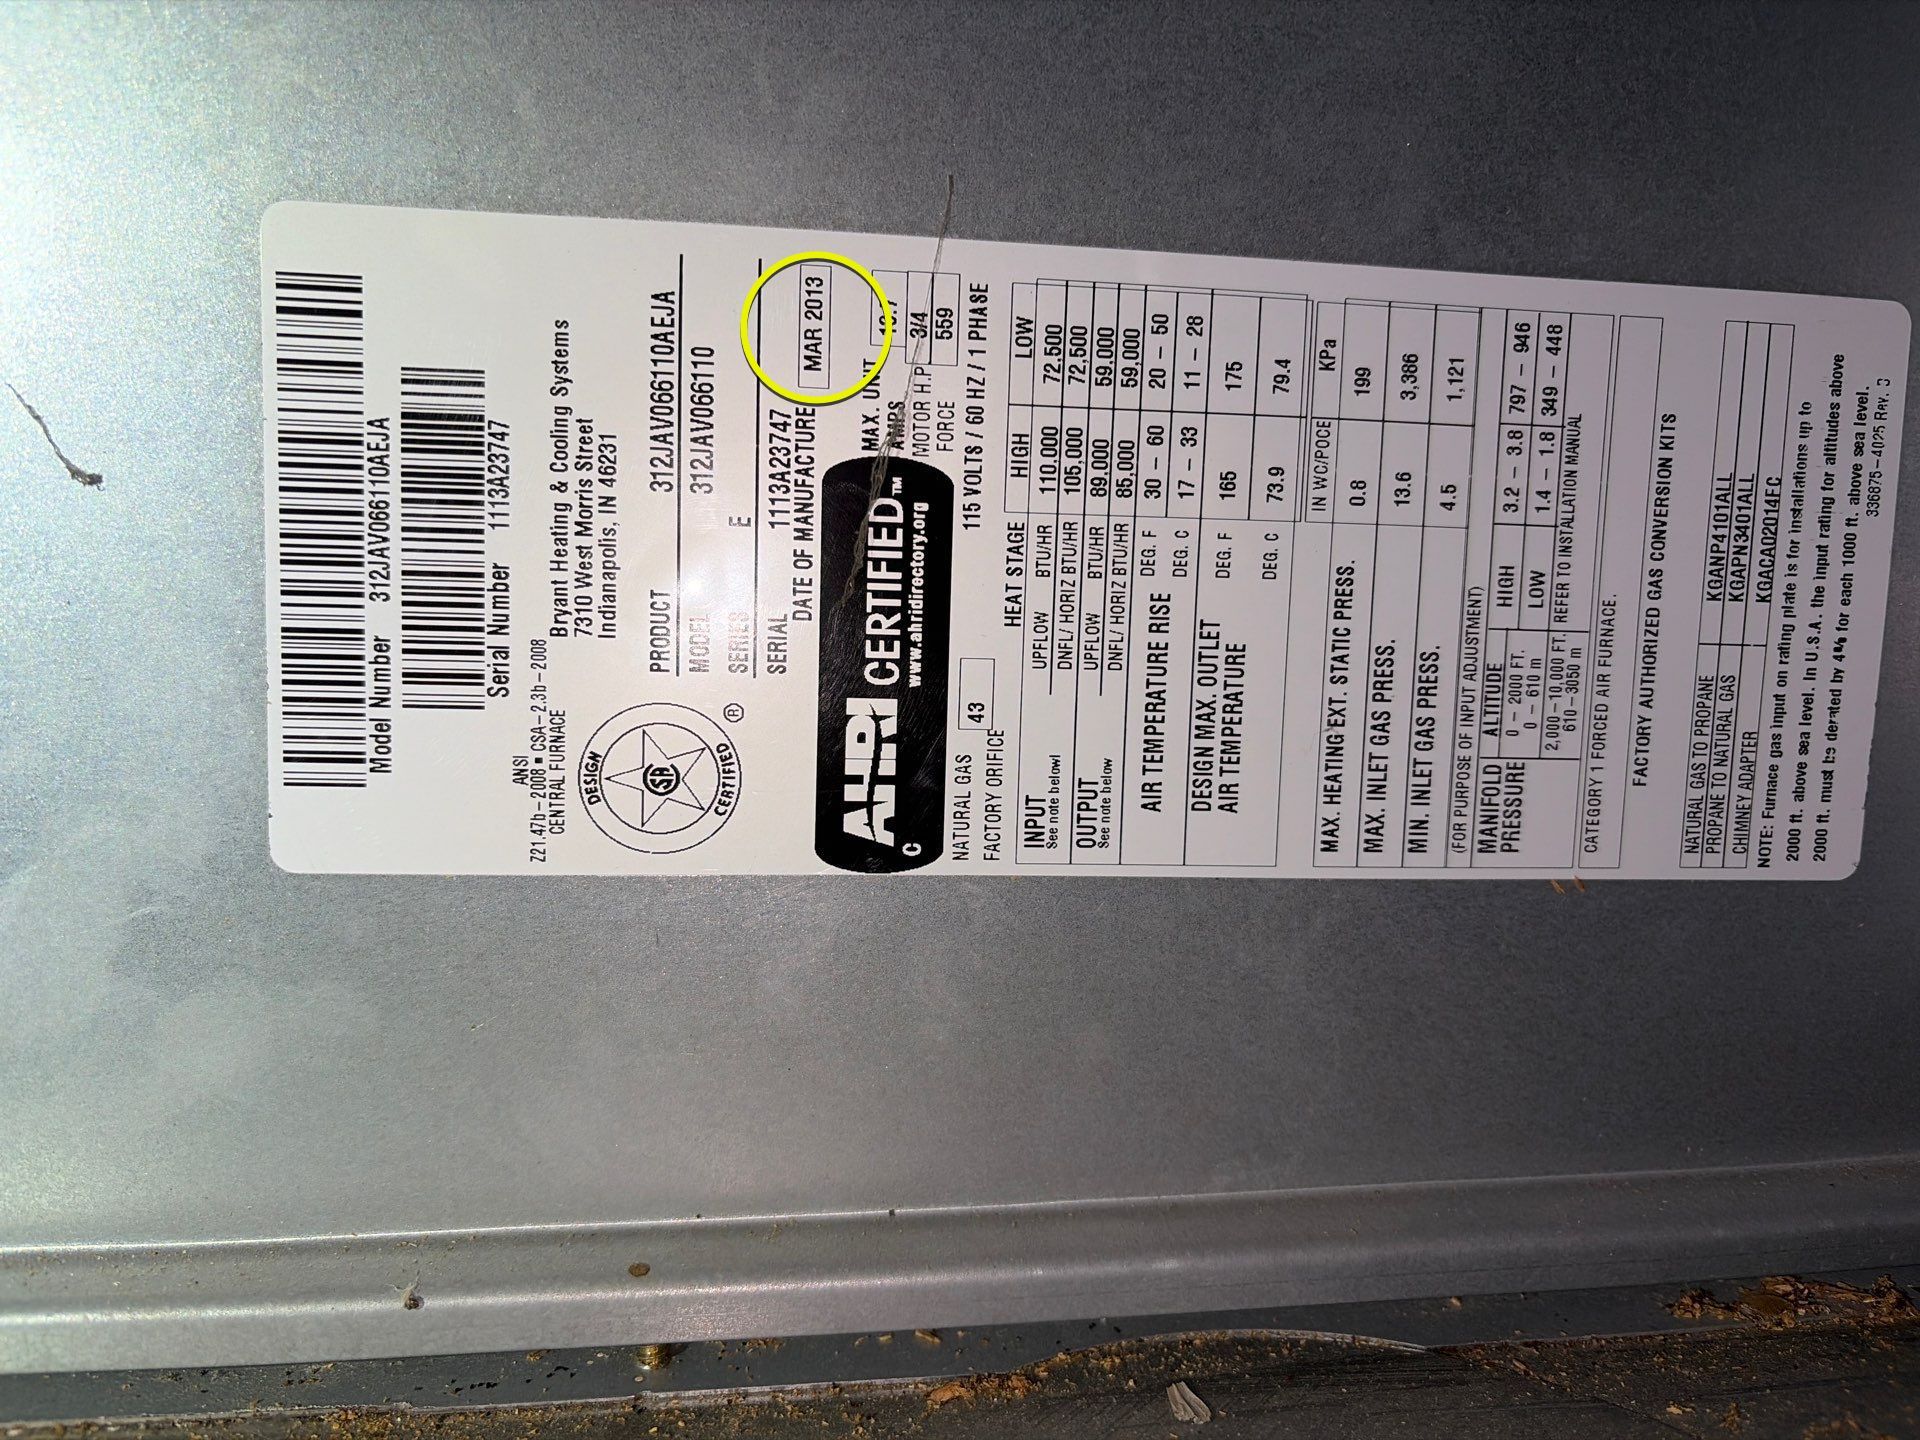 Model Number 312JAV066110AEJA
Serial Number 1113A23747
ANSI
Z21.47b-2008 ■ CSA-2.3b-2008
CENTRAL FURNACE
Bryant Heating & Cooling Systems
7310 West Morris Street
Indianapolis, IN 46231
DESIGN
CERTIFIED
®
PRODUCT 312JAV066110AEJA
MODEL 312JAV066110
SERIES E
SERIAL 1113A23747
DATE OF MANUFACTURE MAR 2013
C AHRI CERTIFIED™
www.ahridirectory.org
MAX. UNIT
AMPS
MOTOR H.P. 3/4
FORCE 559
NATURAL GAS
FACTORY ORIFICE 43
115 VOLTS / 60 HZ / 1 PHASE
HEAT STAGE HIGH LOW
INPUT UPFLOW BTU/HR 110,000 72,500
See note below! DNFL/ HORIZ BTU/HR 105,000 72,500
OUTPUT UPFLOW BTU/HR 89,000 59,000
See note below DNFL/ HORIZ BTU/HR 85,000 59,000
AIR TEMPERATURE RISE DEG. F 30 - 60 20 - 50
DEG. C 17 - 33 11 - 28
DESIGN MAX. OUTLET
AIR TEMPERATURE DEG. F 165 175
DEG. C 73.9 79.4
IN WC/POCE KPa
MAX. HEATING EXT. STATIC PRESS. 0.8 199
MAX. INLET GAS PRESS. 13.6 3,386
MIN. INLET GAS PRESS. 4.5 1,121
(FOR PURPOSE OF INPUT ADJUSTMENT)
MANIFOLD PRESSURE
ALTITUDE
0 - 2000 FT.
0 - 610 m
HIGH 3.2 - 3.8 797 - 946
LOW 1.4 - 1.8 349 - 448
2,000-10,000 FT.
610-3050 m
REFER TO INSTALLATION MANUAL
CATEGORY 1 FORCED AIR FURNACE.
FACTORY AUTHORIZED GAS CONVERSION KITS
NATURAL GAS TO PROPANE KGANP4101ALL
PROPANE TO NATURAL GAS KGAPN3401ALL
CHIMNEY ADAPTER KGACA02014FC
NOTE: Furnace gas input on rating plate is for installations up to
2000 ft. above sea level. In U.S.A. the input rating for altitudes above
2000 ft. must be derated by 4% for each 1000 ft. above sea level.
336875-4025 Rev. J